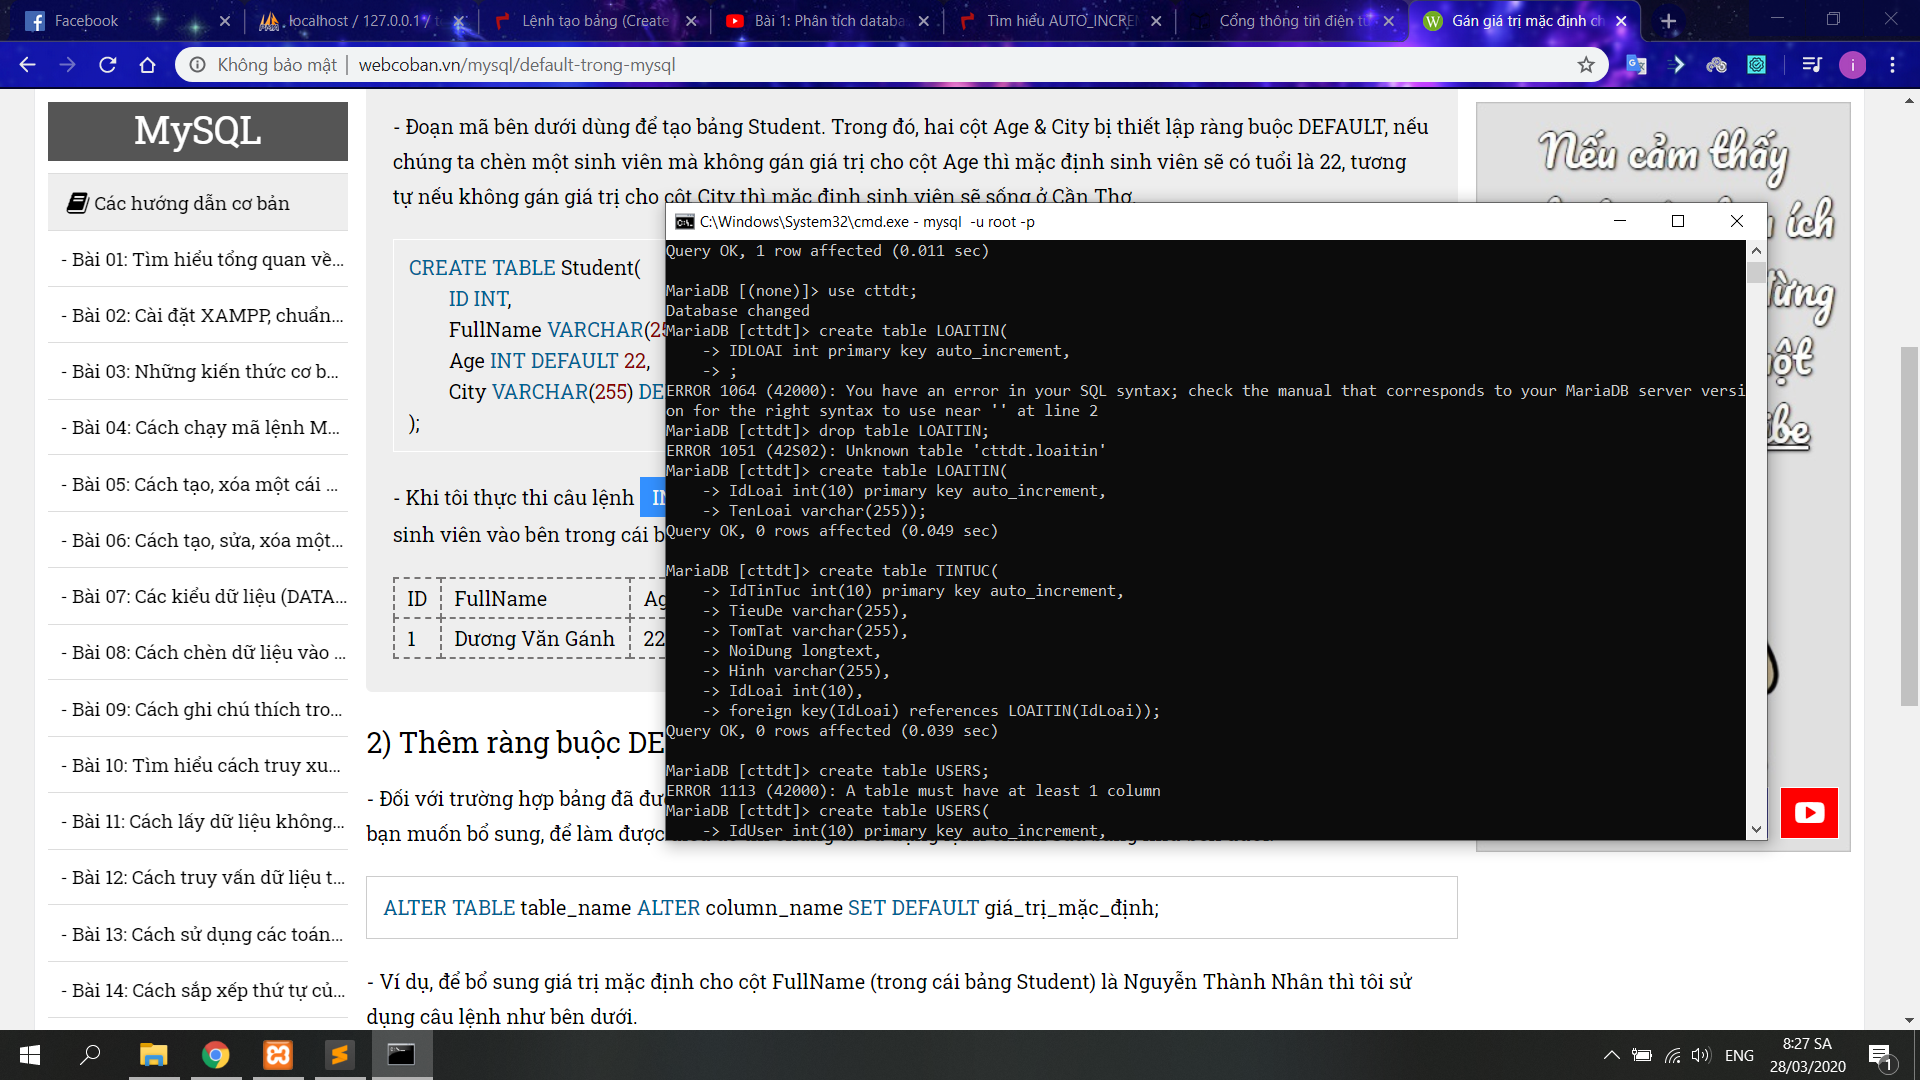 Facebook
localhost / 127.0.0.1 / t
Lệnh tạo bảng (Create
Bài 1: Phân tích databa
Tìm hiểu AUTO_INCREM
Cổng thông tin điện tử
Gán giá trị mặc định ch
Không bảo mật | webcoban.vn/mysql/default-trong-mysql
MySQL
Các hướng dẫn cơ bản
- Bài 01: Tìm hiểu tổng quan về...
- Bài 02: Cài đặt XAMPP, chuẩn...
- Bài 03: Những kiến thức cơ b...
- Bài 04: Cách chạy mã lệnh M...
- Bài 05: Cách tạo, xóa một cái ...
- Bài 06: Cách tạo, sửa, xóa một...
- Bài 07: Các kiểu dữ liệu (DATA...
- Bài 08: Cách chèn dữ liệu vào ...
- Bài 09: Cách ghi chú thích tro...
- Bài 10: Tìm hiểu cách truy xu...
- Bài 11: Cách lấy dữ liệu không...
- Bài 12: Cách truy vấn dữ liệu t...
- Bài 13: Cách sử dụng các toán...
- Bài 14: Cách sắp xếp thứ tự củ...
- Đoạn mã bên dưới dùng để tạo bảng Student. Trong đó, hai cột Age & City bị thiết lập ràng buộc DEFAULT, nếu
chúng ta chèn một sinh viên mà không gán giá trị cho cột Age thì mặc định sinh viên sẽ có tuổi là 22, tương
tự nếu không gán giá trị cho cột City thì mặc định sinh viên sẽ sống ở Cần Thơ.
CREATE TABLE Student(
ID INT,
FullName VARCHAR(25
Age INT DEFAULT 22,
City VARCHAR(255) DE
);
- Khi tôi thực thi câu lệnh IN
sinh viên vào bên trong cái b
ID FullName Ag
1 Dương Văn Gánh 22
2) Thêm ràng buộc DE
- Đối với trường hợp bảng đã đư
bạn muốn bổ sung, để làm được
ALTER TABLE table_name ALTER column_name SET DEFAULT giá_trị_mặc_định;
- Ví dụ, để bổ sung giá trị mặc định cho cột FullName (trong cái bảng Student) là Nguyễn Thành Nhân thì tôi sử
dụng câu lệnh như bên dưới.
C:\Windows\System32\cmd.exe - mysql -u root -p
Query OK, 1 row affected (0.011 sec)
MariaDB [(none)]> use cttdt;
Database changed
MariaDB [cttdt]> create table LOAITIN(
-> IDLOAI int primary key auto_increment,
-> ;
ERROR 1064 (42000): You have an error in your SQL syntax; check the manual that corresponds to your MariaDB server versi
on for the right syntax to use near '' at line 2
MariaDB [cttdt]> drop table LOAITIN;
ERROR 1051 (42S02): Unknown table 'cttdt.loaitin'
MariaDB [cttdt]> create table LOAITIN(
-> IdLoai int(10) primary key auto_increment,
-> TenLoai varchar(255));
Query OK, 0 rows affected (0.049 sec)
MariaDB [cttdt]> create table TINTUC(
-> IdTinTuc int(10) primary key auto_increment,
-> TieuDe varchar(255),
-> TomTat varchar(255),
-> NoiDung longtext,
-> Hinh varchar(255),
-> IdLoai int(10),
-> foreign key(IdLoai) references LOAITIN(IdLoai));
Query OK, 0 rows affected (0.039 sec)
MariaDB [cttdt]> create table USERS;
ERROR 1113 (42000): A table must have at least 1 column
MariaDB [cttdt]> create table USERS(
-> IdUser int(10) primary key auto_increment,
Nếu cảm thấy
ích
ừng
ột
ibe
ENG
8:27 SA
28/03/2020
1